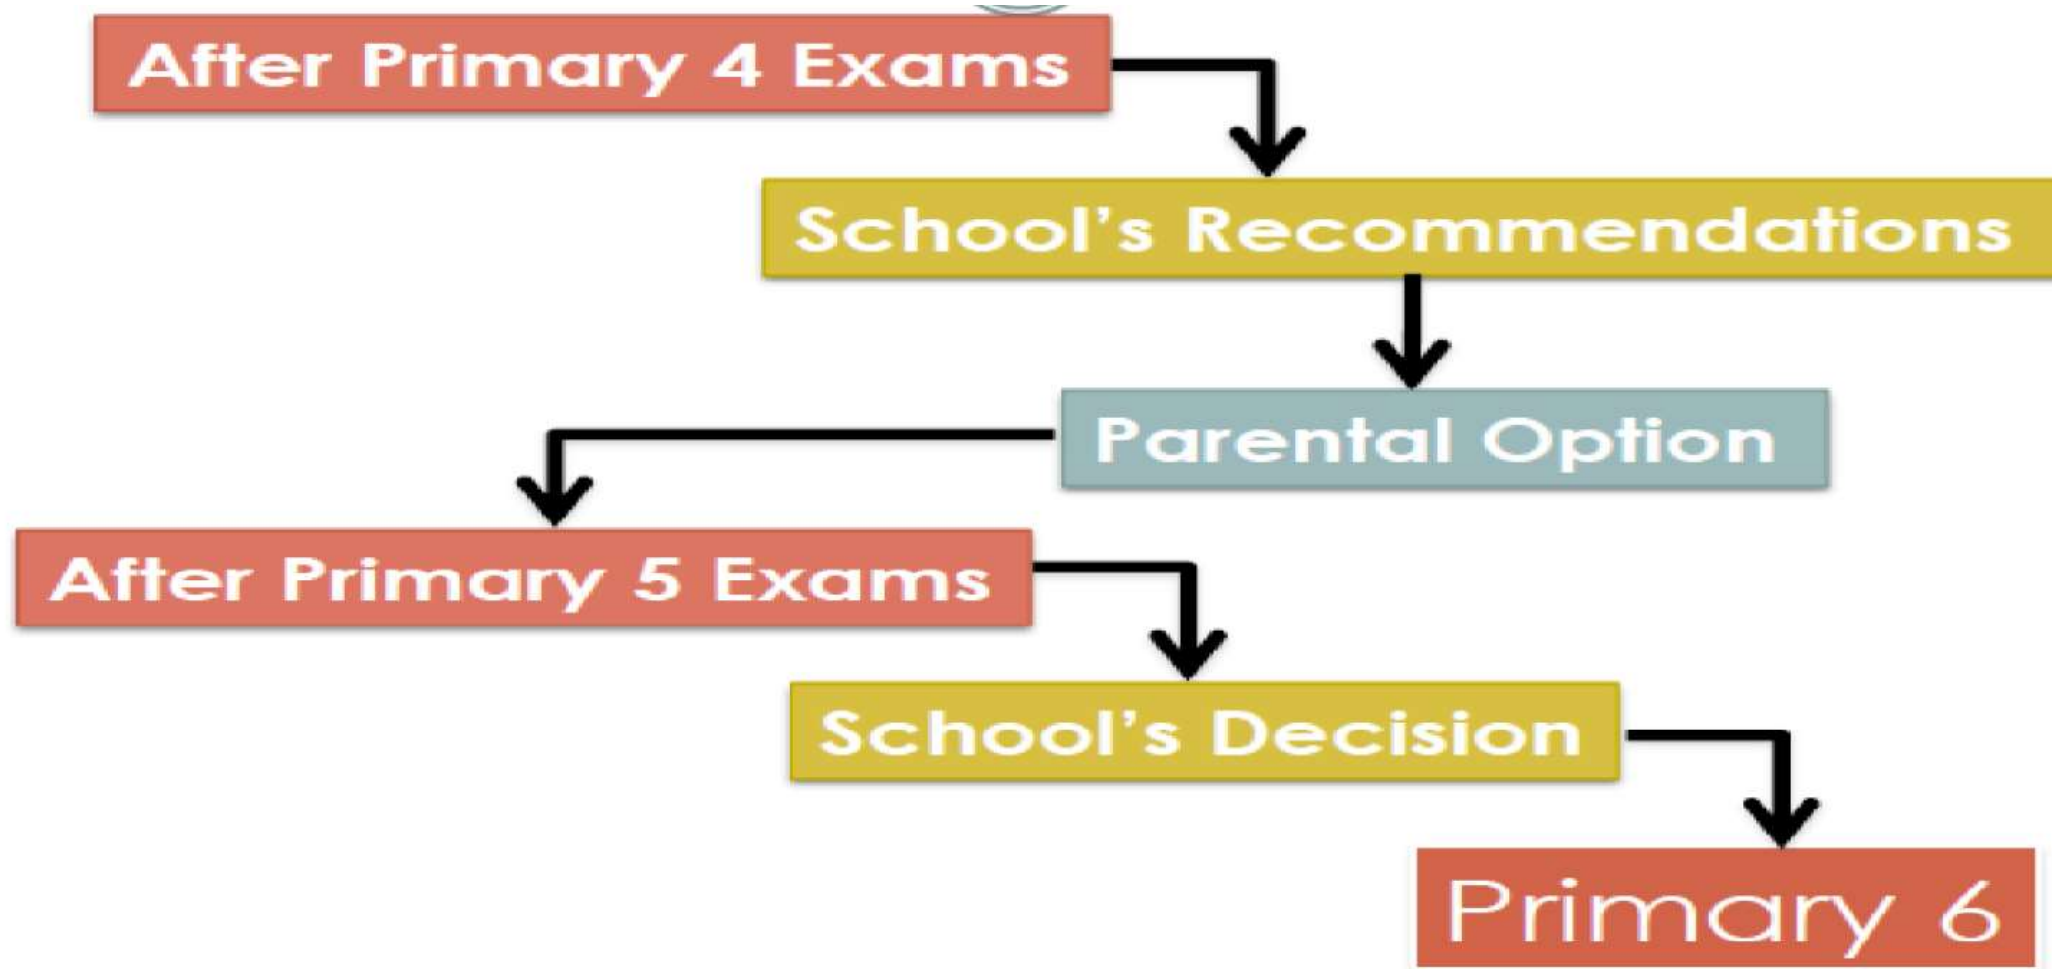 After Primary 4 Exams
School's Recommendations
Parental Option
After Primary 5 Exams
School's Decision
Primary 6